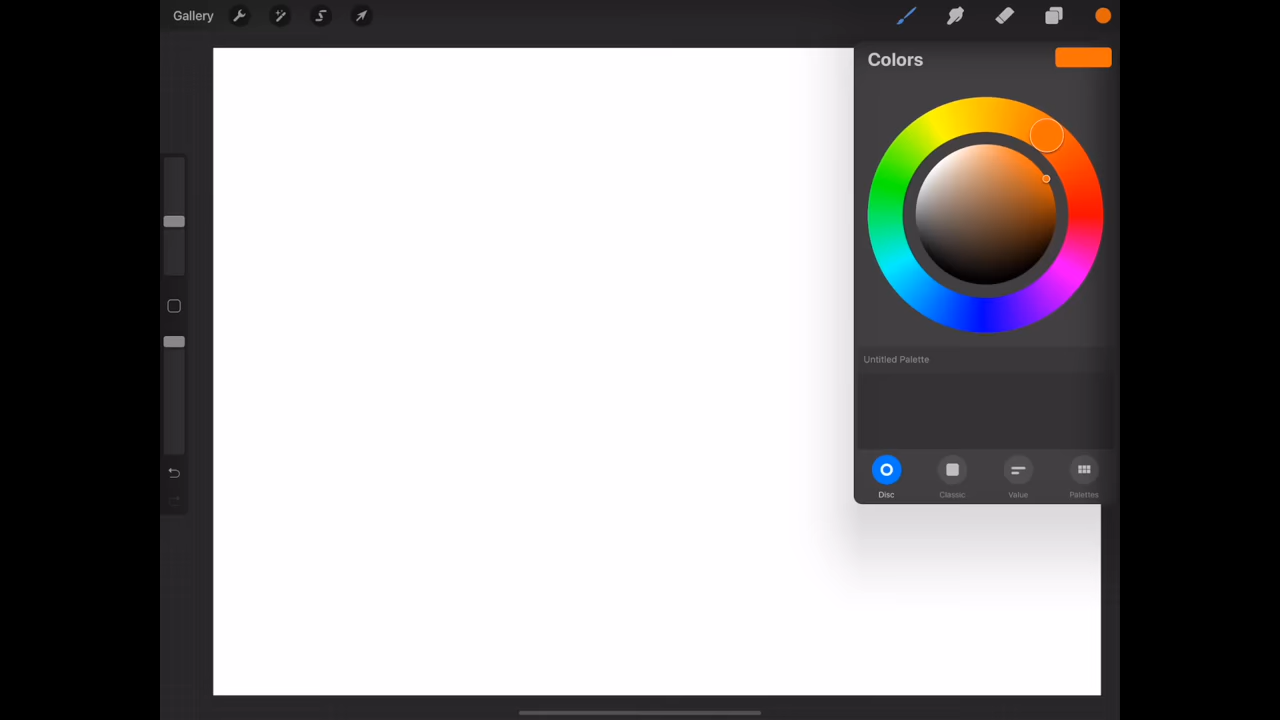 Gallery
Colors
Untitled Palette
Disc
Classic
Value
Palettes